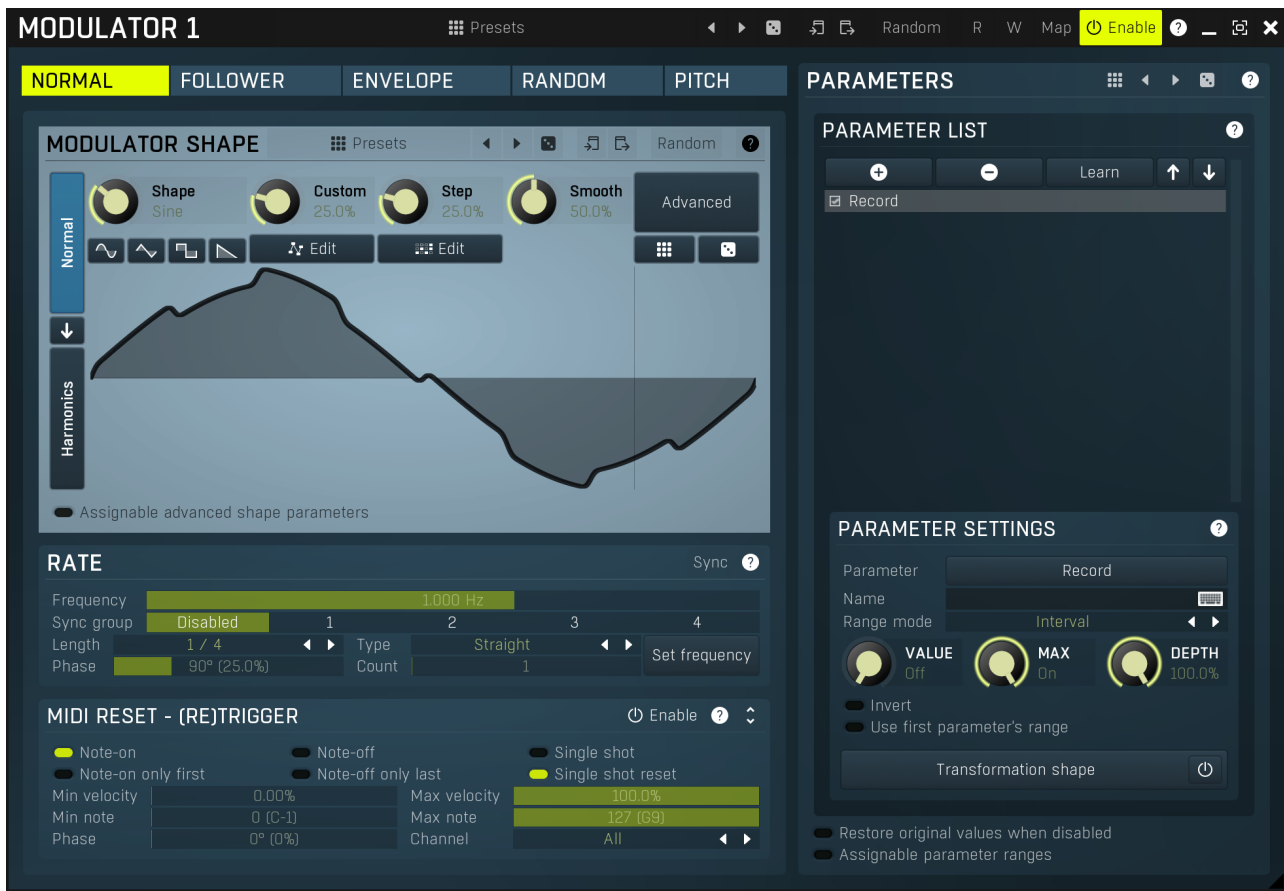 MODULATOR 1 Presets Random R W Map Enable ?
NORMAL FOLLOWER ENVELOPE RANDOM PITCH
MODULATOR SHAPE Presets Random ?
Normal
Harmonics
Shape Sine
Custom 25.0%
Step 25.0%
Smooth 50.0%
Advanced
Edit Edit
Assignable advanced shape parameters
RATE Sync ?
Frequency 1.000 Hz
Sync group Disabled 1 2 3 4
Length 1 / 4 Type Straight
Phase 90° (25.0%) Count 1
Set frequency
MIDI RESET - (RE)TRIGGER Enable ?
Note-on Note-off Single shot
Note-on only first Note-off only last Single shot reset
Min velocity 0.00% Max velocity 100.0%
Min note 0 (C-1) Max note 127 (G9)
Phase 0° (0%) Channel All
PARAMETERS ?
PARAMETER LIST ?
Learn
Record
PARAMETER SETTINGS ?
Parameter Record
Name
Range mode Interval
VALUE Off
MAX On
DEPTH 100.0%
Invert
Use first parameter's range
Transformation shape
Restore original values when disabled
Assignable parameter ranges